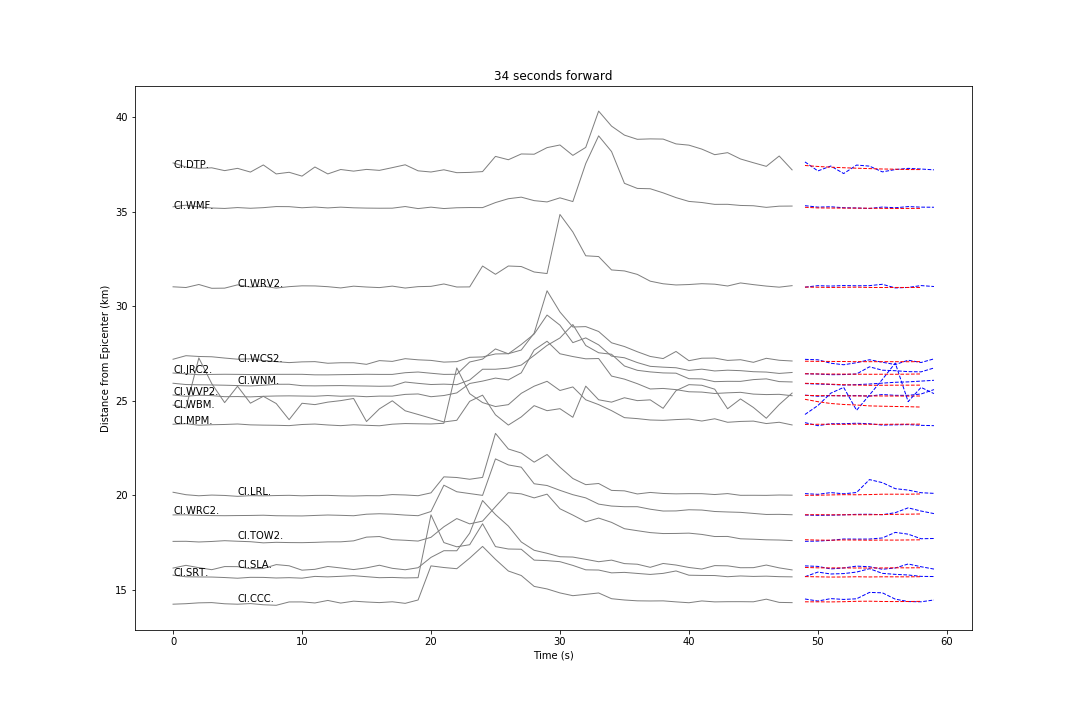 34 seconds forward
40
CI.DTP.
35
CI.WMF.
CI.WRV2.
30
CI.WCS2.
CI.JRC2.
CI.WNM.
CI.WVP2.
25
CI.WBM.
CI.MPM.
20
CI.LRL.
CI.WRC2.
CI.TOW2.
CI.SLA.
CI.SRT.
15
CI.CCC.
Distance from Epicenter (km)
0 10 20 30 40 50 60
Time (s)